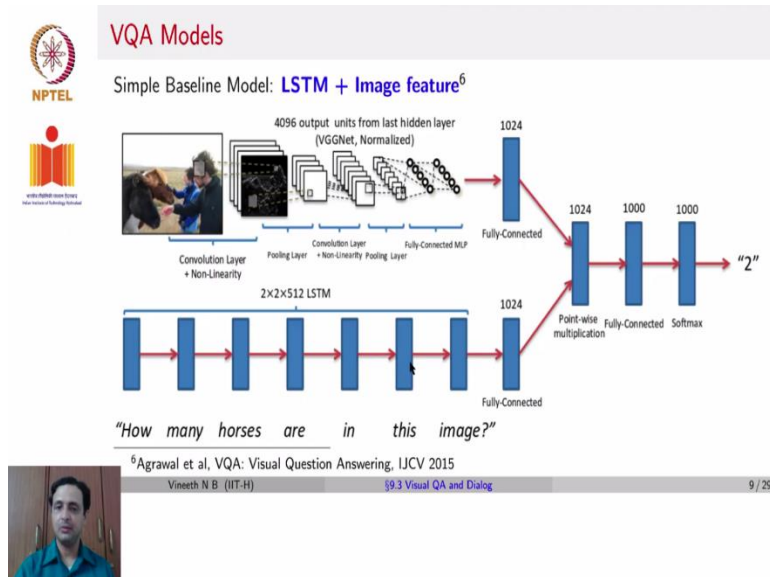 VQA Models
NPTEL
Simple Baseline Model: LSTM + Image feature6
4096 output units from last hidden layer
(VGGNet, Normalized)
1024
Convolution Layer
+ Non-Linearity
Pooling Layer
Convolution Layer
+ Non-Linearity
Pooling Layer
Fully-Connected MLP
Fully-Connected
1024
1000
1000
"2"
Point-wise
multiplication
Fully-Connected
Softmax
2×2×512 LSTM
1024
Fully-Connected
"How many horses are in this image?"
6Agrawal et al, VQA: Visual Question Answering, IJCV 2015
Vineeth N B (IIT-H) §9.3 Visual QA and Dialog 9 / 29